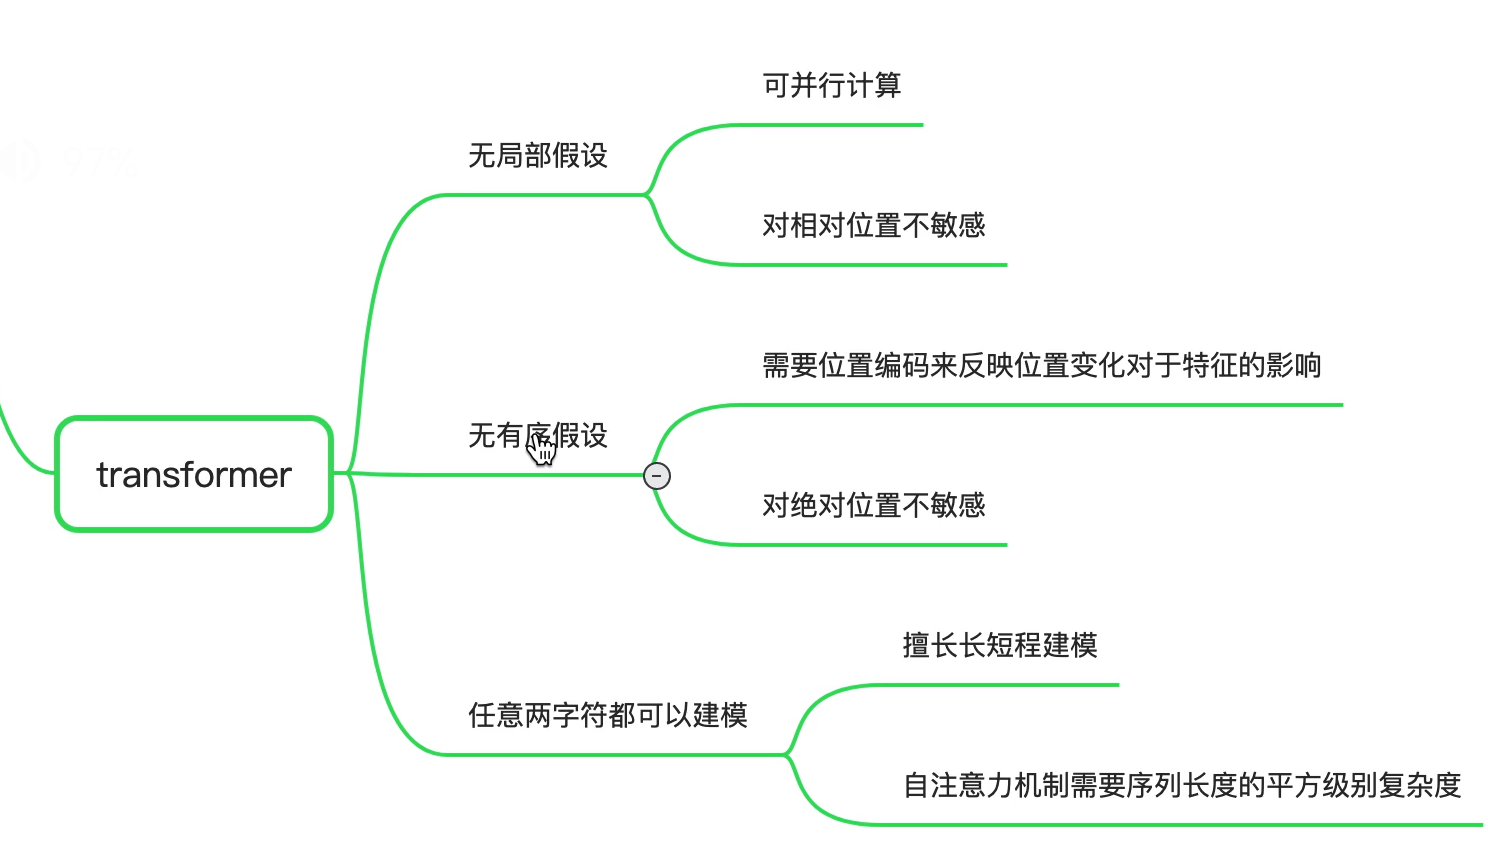 可并行计算
无局部假设
97%
对相对位置不敏感
需要位置编码来反映位置变化对于特征的影响
无有序假设
transformer
对绝对位置不敏感
擅长长短程建模
任意两字符都可以建模
自注意力机制需要序列长度的平方级别复杂度